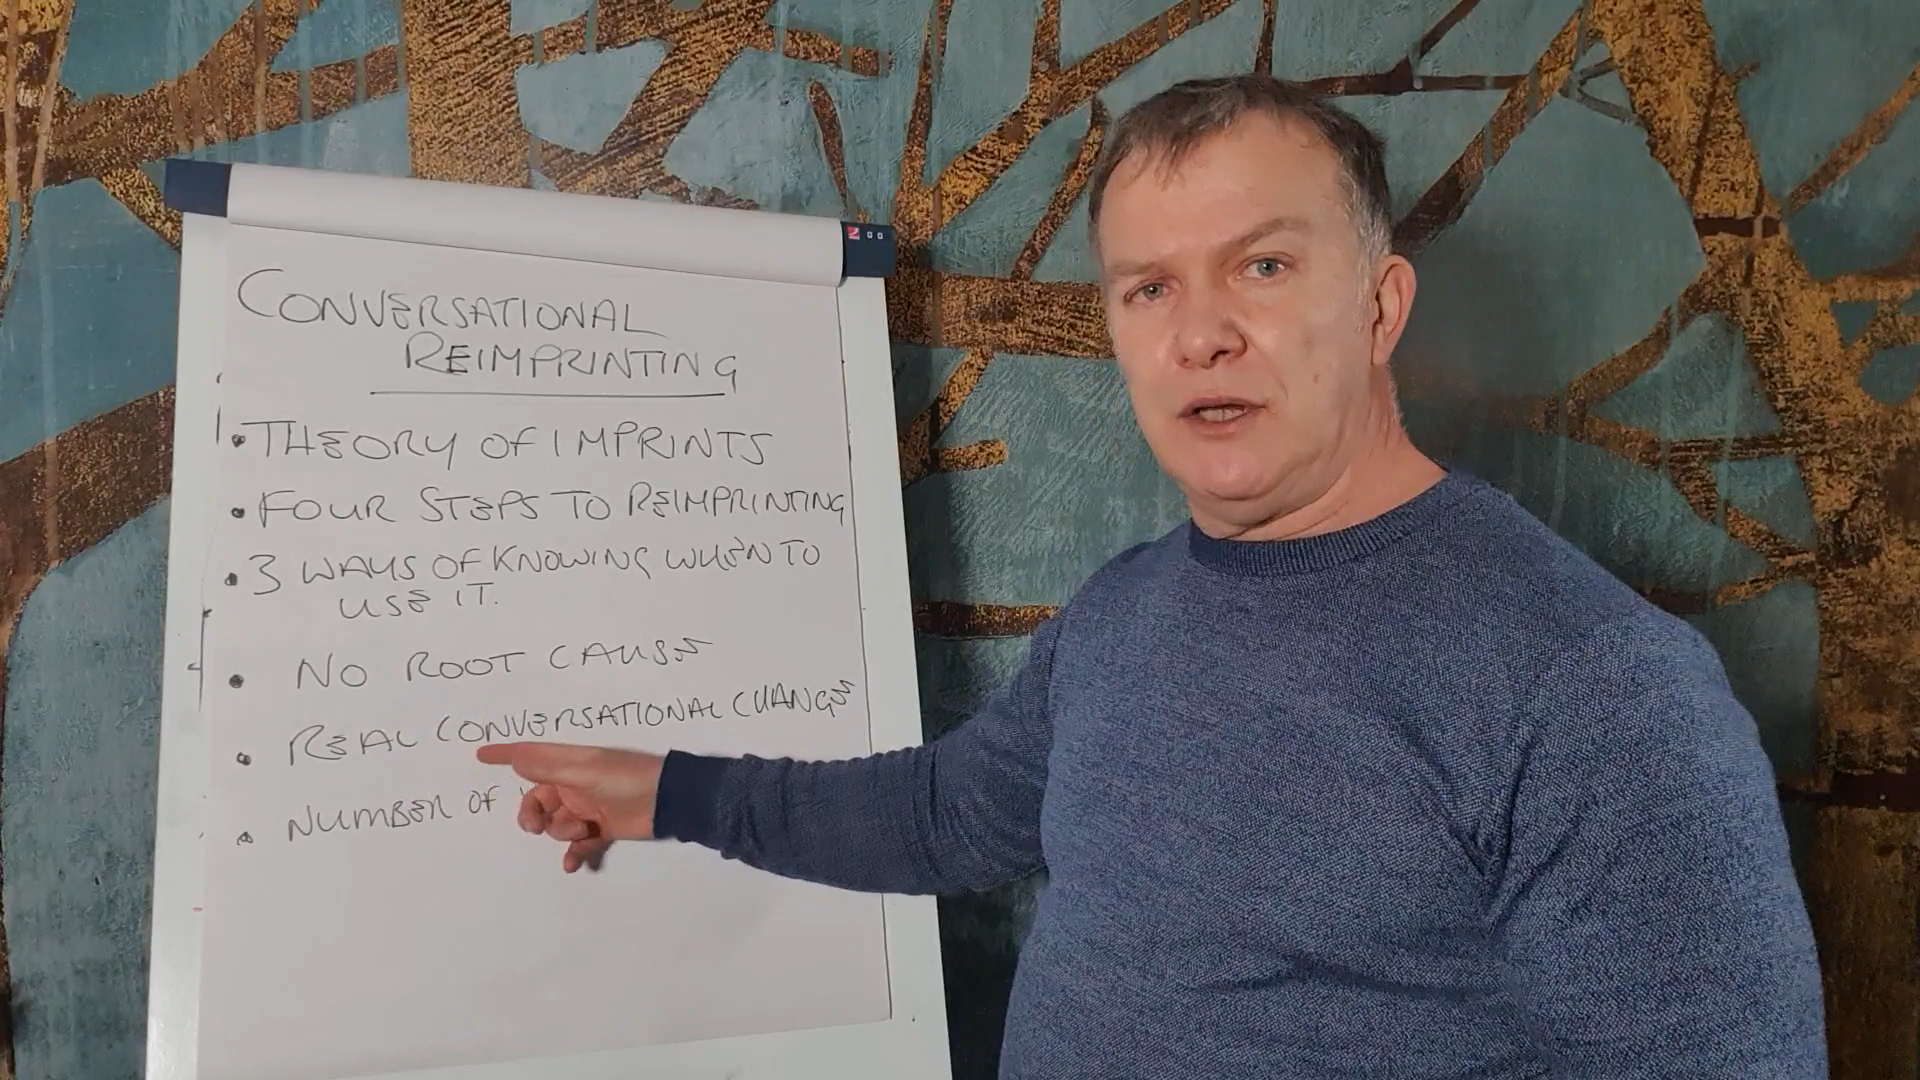 CONVERSATIONAL
REIMPRINTING
• THEORY OF IMPRINTS
• FOUR STEPS TO REIMPRINTING
• 3 WAYS OF KNOWING WHEN TO
USE IT.
• NO ROOT CAUSE
• REAL CONVERSATIONAL CHANGE
• NUMBER OF